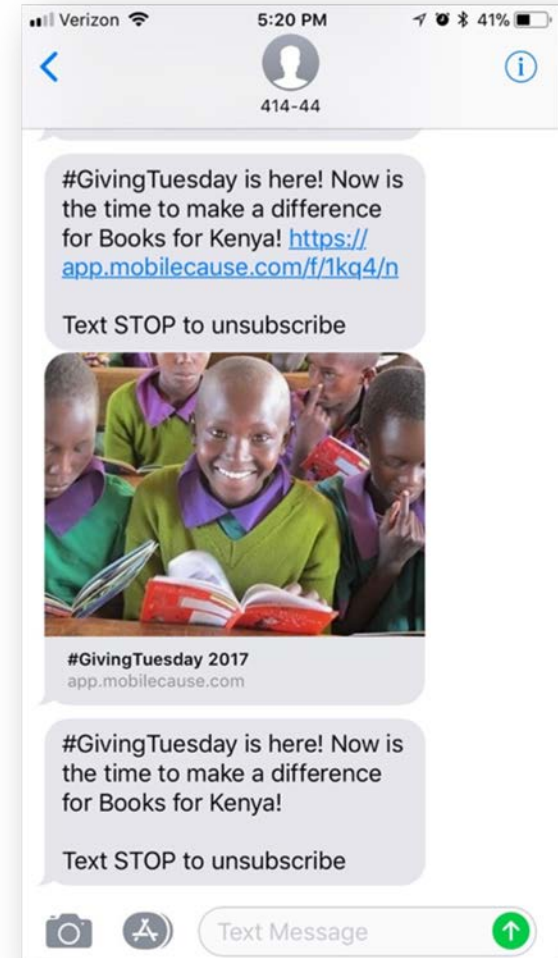 Verizon 5:20 PM 41%
414-44
#GivingTuesday is here! Now is
the time to make a difference
for Books for Kenya! https://
app.mobilecause.com/f/1kq4/n
Text STOP to unsubscribe
#GivingTuesday 2017
app.mobilecause.com
#GivingTuesday is here! Now is
the time to make a difference
for Books for Kenya!
Text STOP to unsubscribe
Text Message